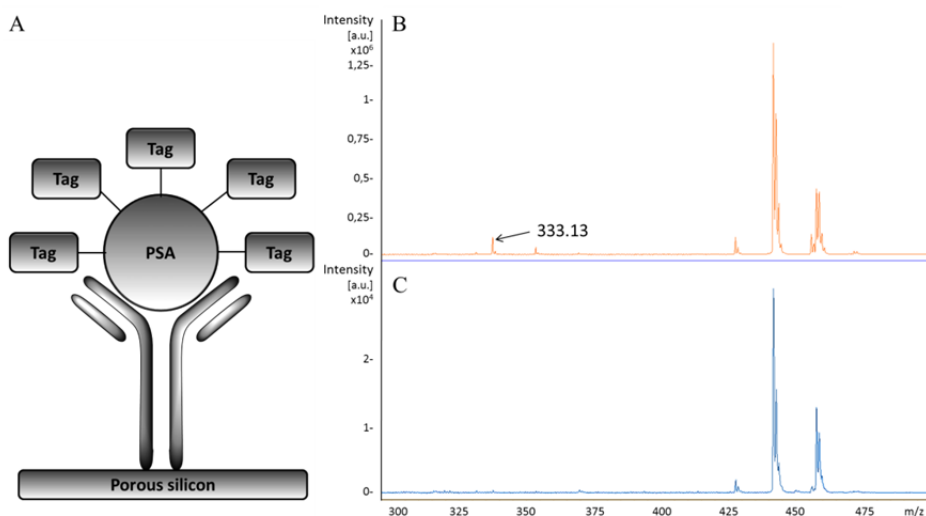 A
Tag
Tag
Tag
Tag
Tag
PSA
Porous silicon
Intensity
[a.u.]
x10⁶
B
1,25-
1-
0,75-
0,5-
0,25-
0-
333.13
Intensity
[a.u.]
x10⁴
C
2-
1-
0-
300 325 350 375 400 425 450 475 m/z